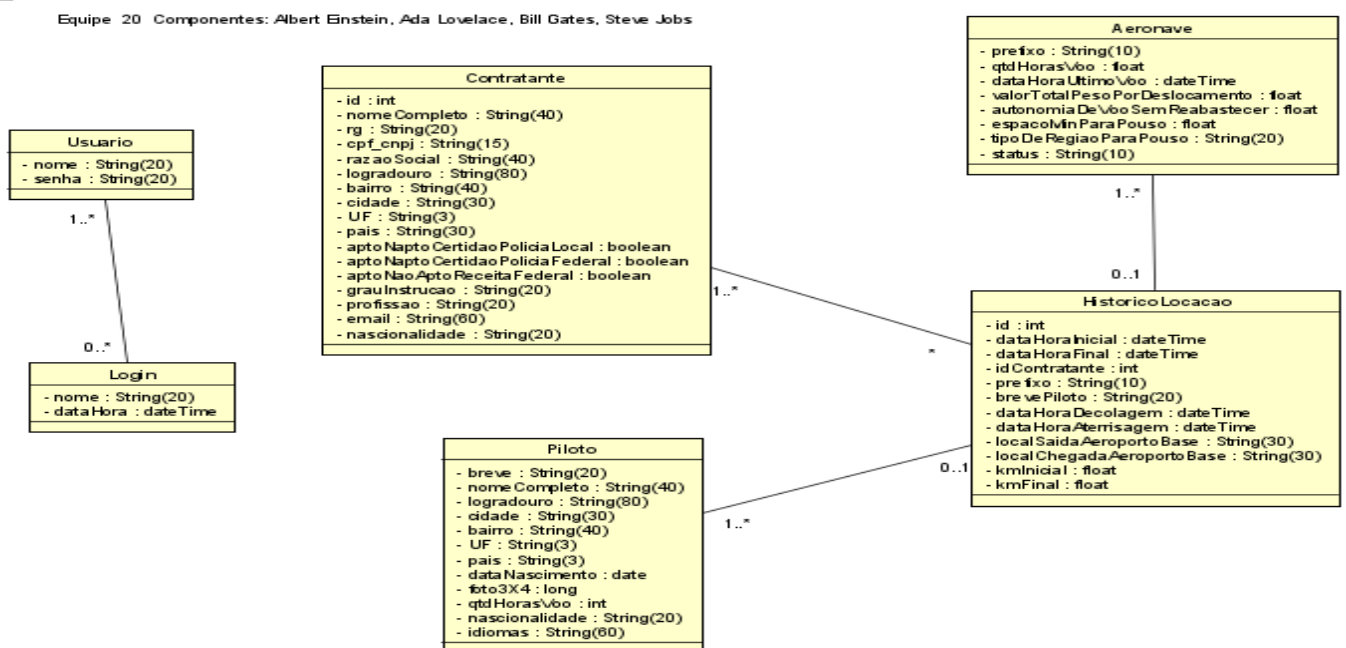 Equipe 20 Componentes: Albert Einstein, Ada Lovelace, Bill Gates, Steve Jobs
Usuario
- nome : String(20)
- senha : String(20)
1..*
0..*
Login
- nome : String(20)
- dataHora : dateTime
Contratante
- id : int
- nomeCompleto : String(40)
- rg : String(20)
- cpf_cnpj : String(15)
- razaoSocial : String(40)
- logradouro : String(80)
- bairro : String(40)
- cidade : String(30)
- UF : String(3)
- pais : String(30)
- aptoNaptoCertidaoPoliciaLocal : boolean
- aptoNaptoCertidaoPoliciaFederal : boolean
- aptoNaoAptoReceitaFederal : boolean
- grauInstrucao : String(20)
- profissao : String(20)
- email : String(60)
- nascionalidade : String(20)
1..*
*
Aeronave
- prefixo : String(10)
- qtdHorasVoo : float
- dataHoraUltimoVoo : dateTime
- valorTotalPesoPorDeslocamento : float
- autonomiaDeVooSemReabastecer : float
- espacoMinParaPouso : float
- tipoDeRegiaoParaPouso : String(20)
- status : String(10)
1..*
0..1
HistoricoLocacao
- id : int
- dataHoraInicial : dateTime
- dataHoraFinal : dateTime
- idContratante : int
- prefixo : String(10)
- brevePiloto : String(20)
- dataHoraDecolagem : dateTime
- dataHoraAterrisagem : dateTime
- localSaidaAeroportoBase : String(30)
- localChegadaAeroportoBase : String(30)
- kmInicial : float
- kmFinal : float
0..1
1..*
Piloto
- breve : String(20)
- nomeCompleto : String(40)
- logradouro : String(80)
- cidade : String(30)
- bairro : String(40)
- UF : String(3)
- pais : String(3)
- dataNascimento : date
- foto3X4 : long
- qtdHorasVoo : int
- nascionalidade : String(20)
- idiomas : String(60)